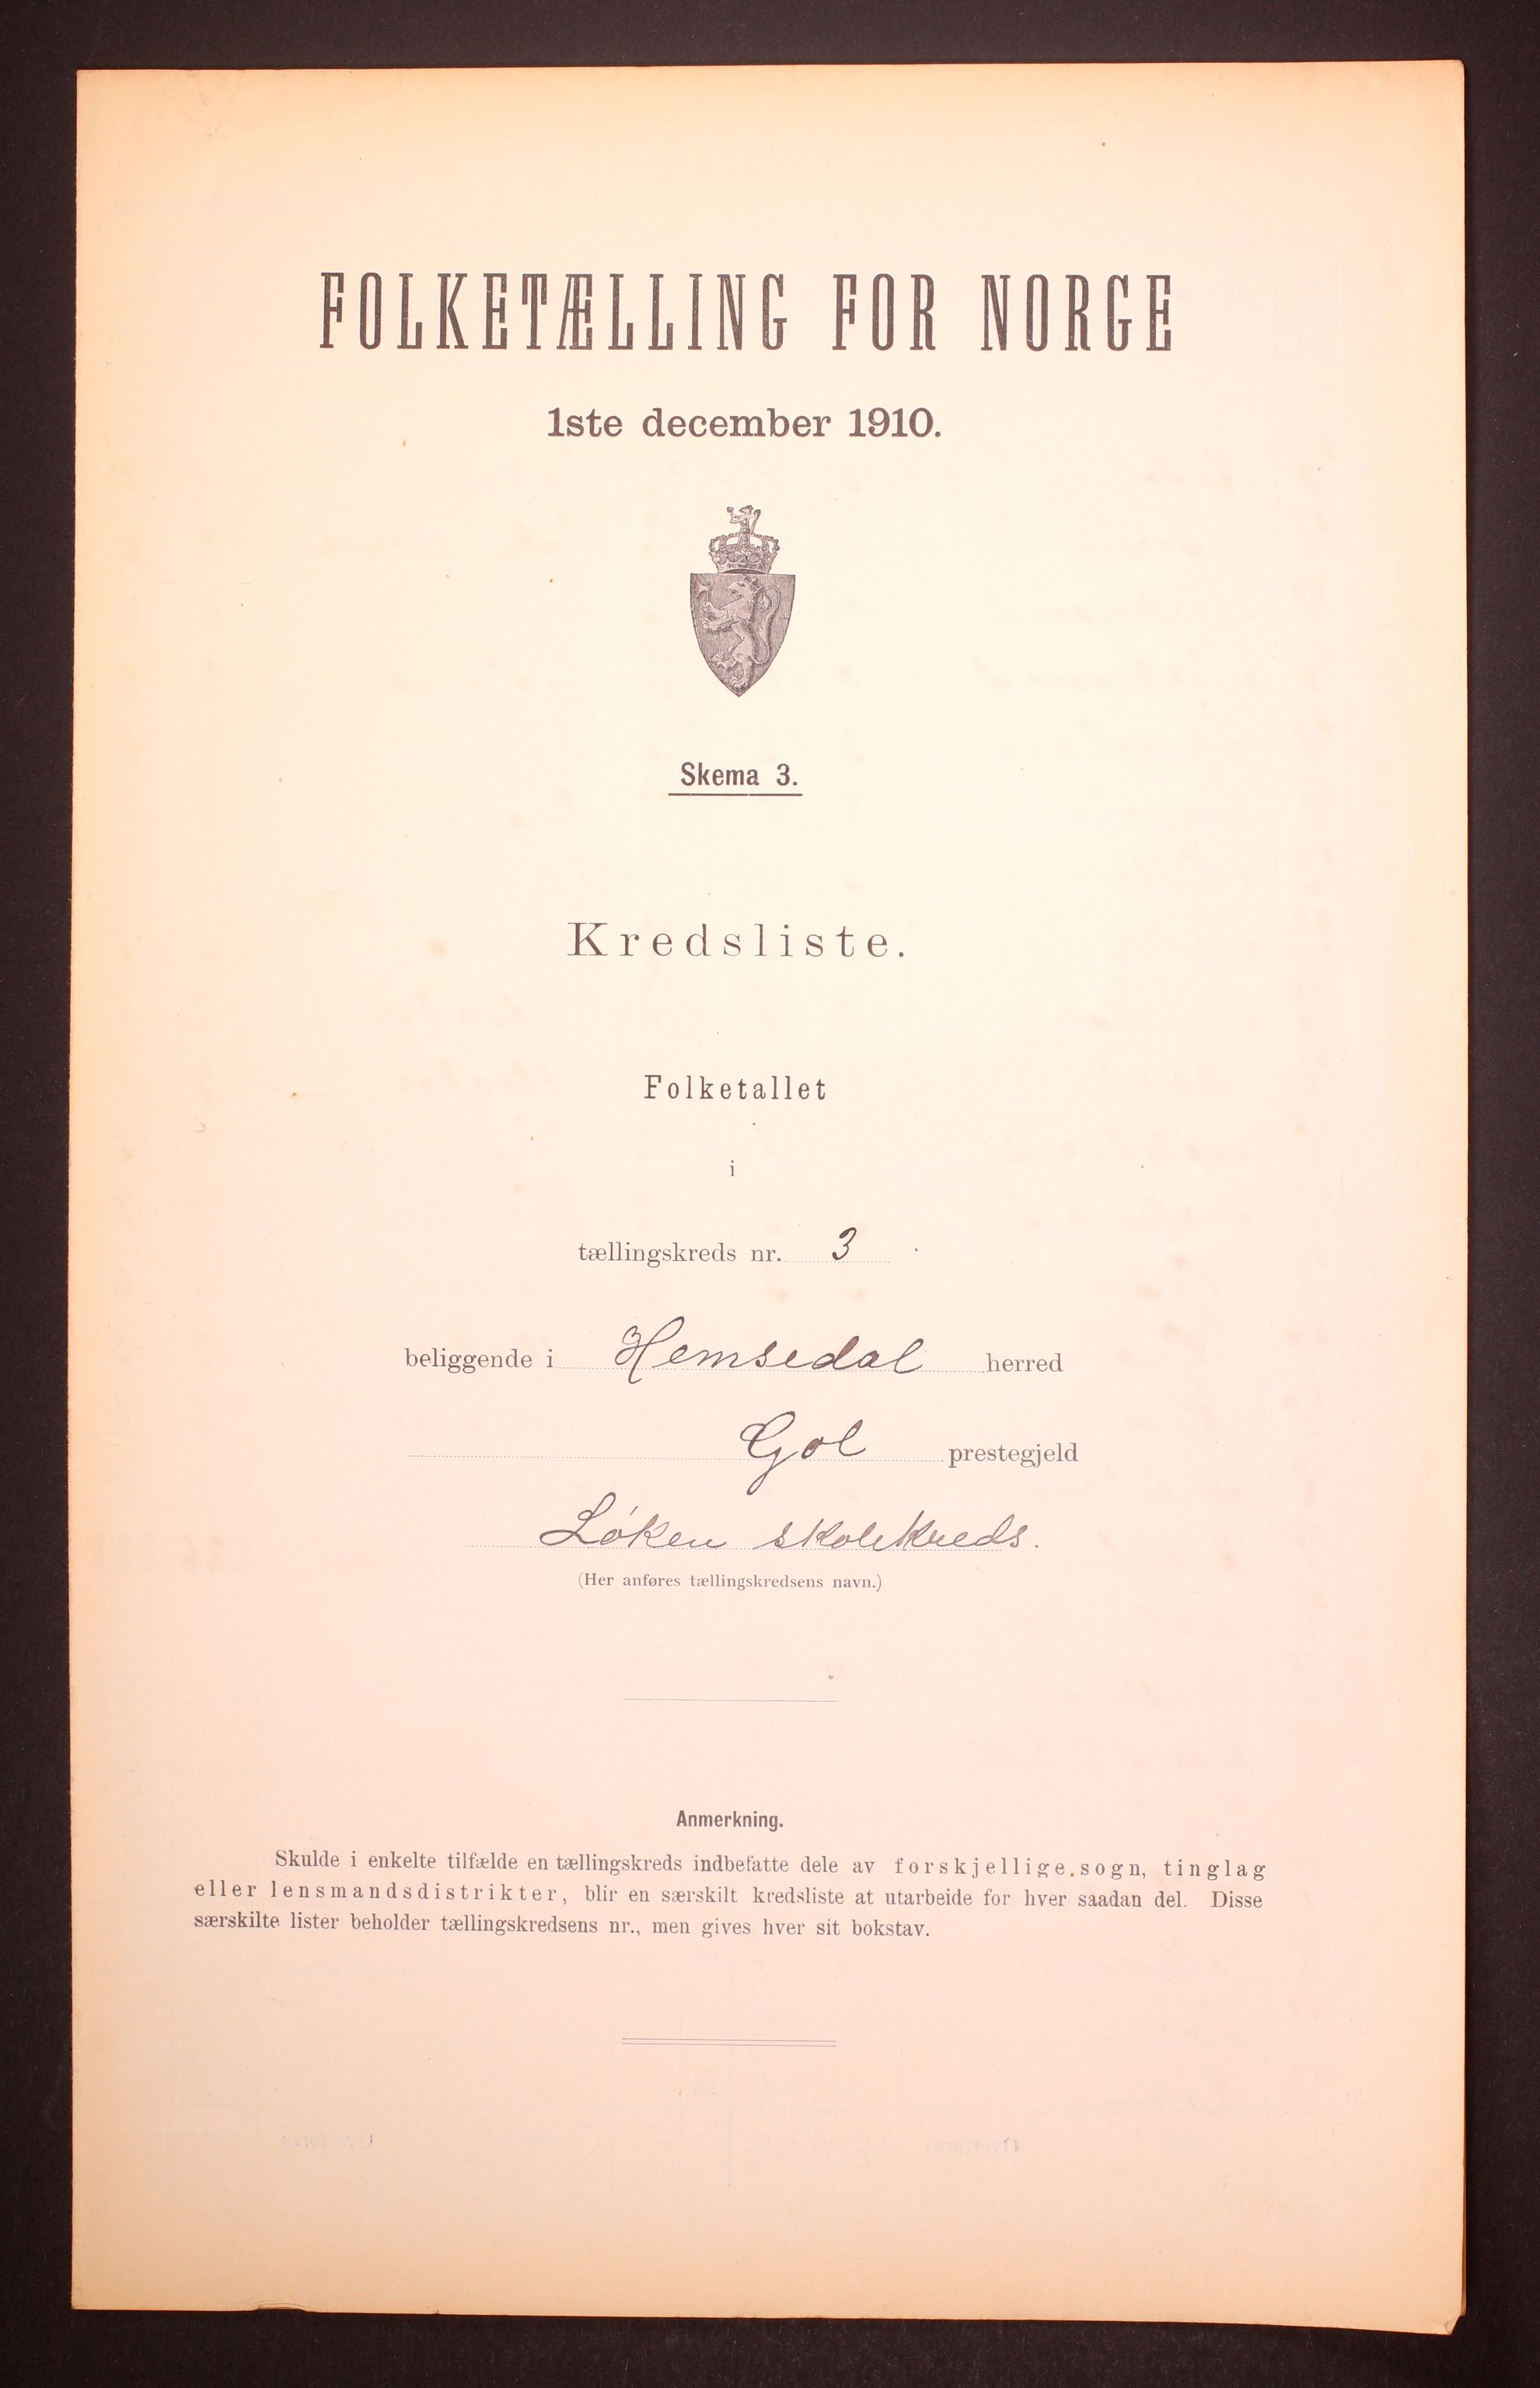 FOLKETÆLLING FOR NORGE
1ste december 1910.
Skema 3.
Kredsliste.
Folketallet
i
tællingskreds nr. 3
beliggende i Hemsedal herred
Gol prestegjeld
Løken skolekreds.
(Her anføres tællingskredsens navn.)
Anmerkning.
Skulde i enkelte tilfælde en tællingskreds indbefatte dele av forskjellige sogn, tinglag
eller lensmandsdistrikter, blir en særskilt kredsliste at utarbeide for hver saadan del. Disse
særskilte lister beholder tællingskredsens nr., men gives hver sit bokstav.